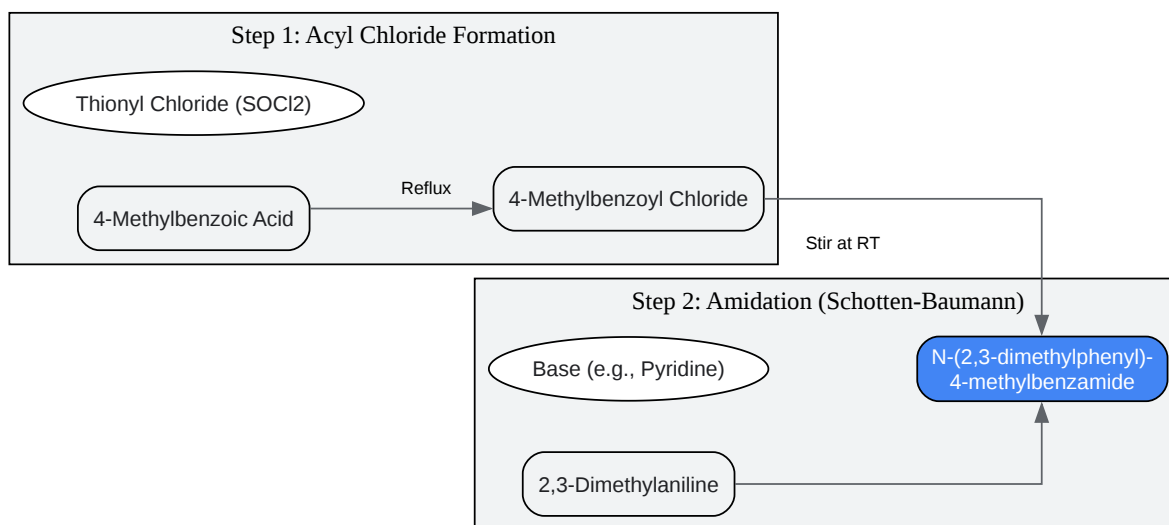 Step 1: Acyl Chloride Formation
Thionyl Chloride (SOCl2)
4-Methylbenzoic Acid
Reflux
4-Methylbenzoyl Chloride
Stir at RT
Step 2: Amidation (Schotten-Baumann)
Base (e.g., Pyridine)
N-(2,3-dimethylphenyl)-
4-methylbenzamide
2,3-Dimethylaniline